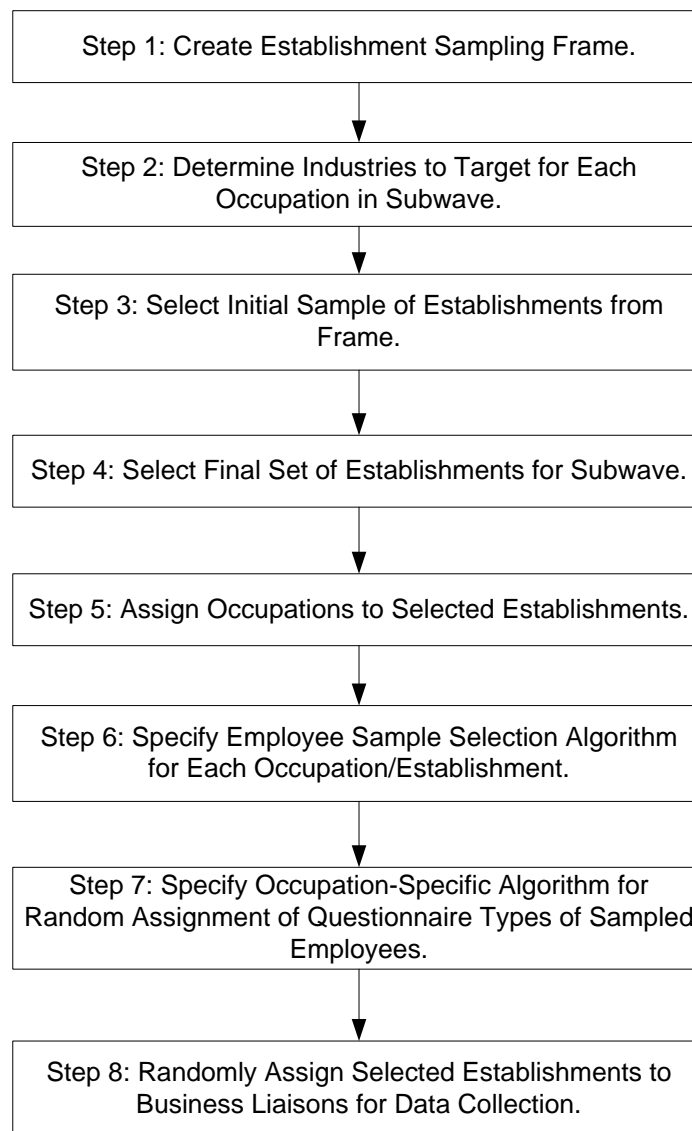 Step 1: Create Establishment Sampling Frame.
Step 2: Determine Industries to Target for Each
Occupation in Subwave.
Step 3: Select Initial Sample of Establishments from
Frame.
Step 4: Select Final Set of Establishments for Subwave.
Step 5: Assign Occupations to Selected Establishments.
Step 6: Specify Employee Sample Selection Algorithm
for Each Occupation/Establishment.
Step 7: Specify Occupation-Specific Algorithm for
Random Assignment of Questionnaire Types of Sampled
Employees.
Step 8: Randomly Assign Selected Establishments to
Business Liaisons for Data Collection.